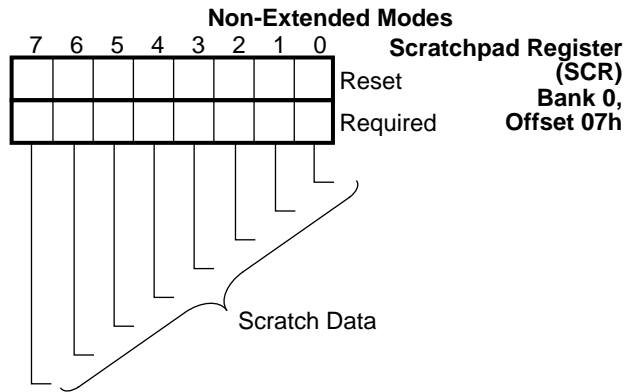 Non-Extended Modes
7 6 5 4 3 2 1 0
Scratchpad Register
(SCR)
Bank 0,
Offset 07h
Reset
Required
Scratch Data